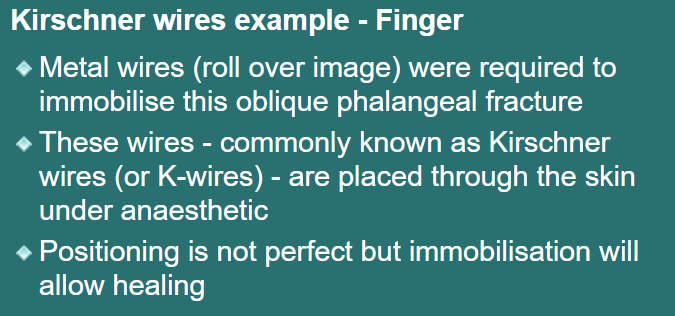 Kirschner wires example - Finger
Metal wires (roll over image) were required to
immobilise this oblique phalangeal fracture
These wires - commonly known as Kirschner
wires (or K-wires) - are placed through the skin
under anaesthetic
Positioning is not perfect but immobilisation will
allow healing